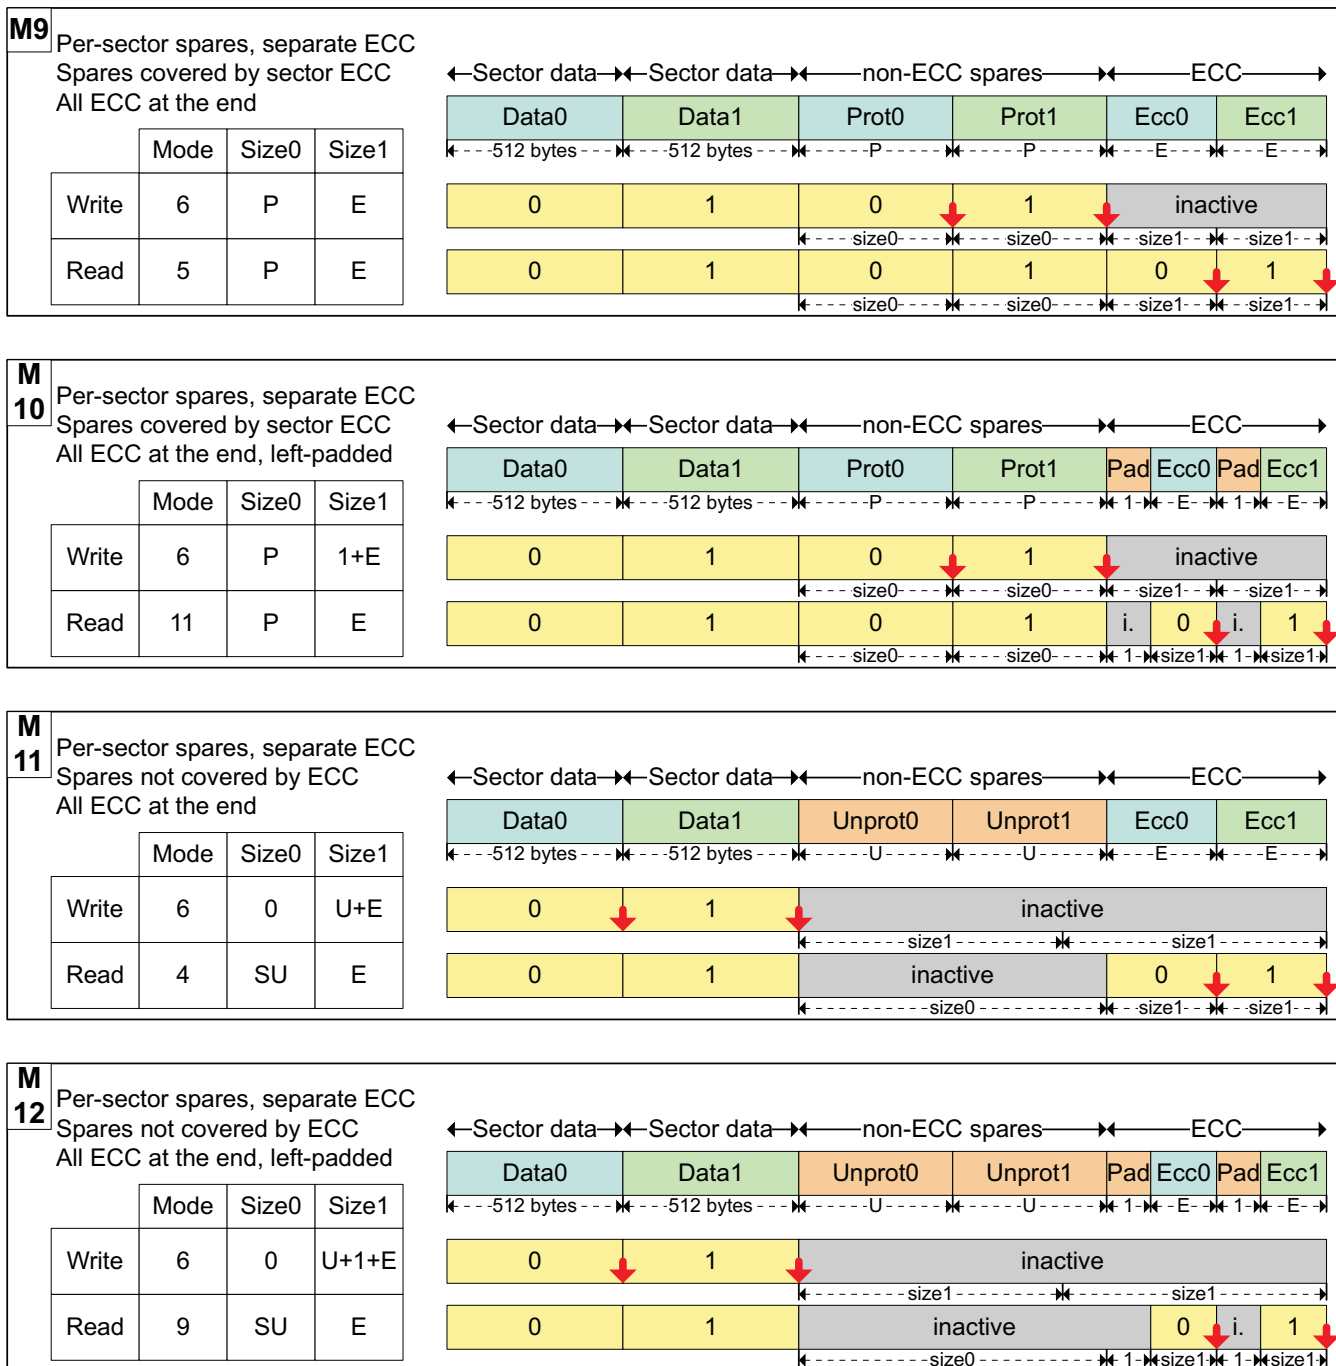 M9
Per-sector spares, separate ECC
Spares covered by sector ECC
All ECC at the end
Mode Size0 Size1
Write 6 P E
Read 5 P E
Sector data Sector data non-ECC spares ECC
Data0 Data1 Prot0 Prot1 Ecc0 Ecc1
512 bytes 512 bytes P P E E
0 1 0 1 inactive
size0 size0 size1 size1
0 1 0 1 0 1
size0 size0 size1 size1
M
10
Per-sector spares, separate ECC
Spares covered by sector ECC
All ECC at the end, left-padded
Mode Size0 Size1
Write 6 P 1+E
Read 11 P E
Sector data Sector data non-ECC spares ECC
Data0 Data1 Prot0 Prot1 Pad Ecc0 Pad Ecc1
512 bytes 512 bytes P P 1 E 1 E
0 1 0 1 inactive
size0 size0 size1 size1
0 1 0 1 i. 0 i. 1
size0 size0 1 size1 1 size1
M
11
Per-sector spares, separate ECC
Spares not covered by ECC
All ECC at the end
Mode Size0 Size1
Write 6 0 U+E
Read 4 SU E
Sector data Sector data non-ECC spares ECC
Data0 Data1 Unprot0 Unprot1 Ecc0 Ecc1
512 bytes 512 bytes U U E E
0 1 inactive
size1 size1
0 1 inactive 0 1
size0 size1 size1
M
12
Per-sector spares, separate ECC
Spares not covered by ECC
All ECC at the end, left-padded
Mode Size0 Size1
Write 6 0 U+1+E
Read 9 SU E
Sector data Sector data non-ECC spares ECC
Data0 Data1 Unprot0 Unprot1 Pad Ecc0 Pad Ecc1
512 bytes 512 bytes U U 1 E 1 E
0 1 inactive
size1 size1
0 1 inactive 0 i. 1
size0 1 size1 1 size1